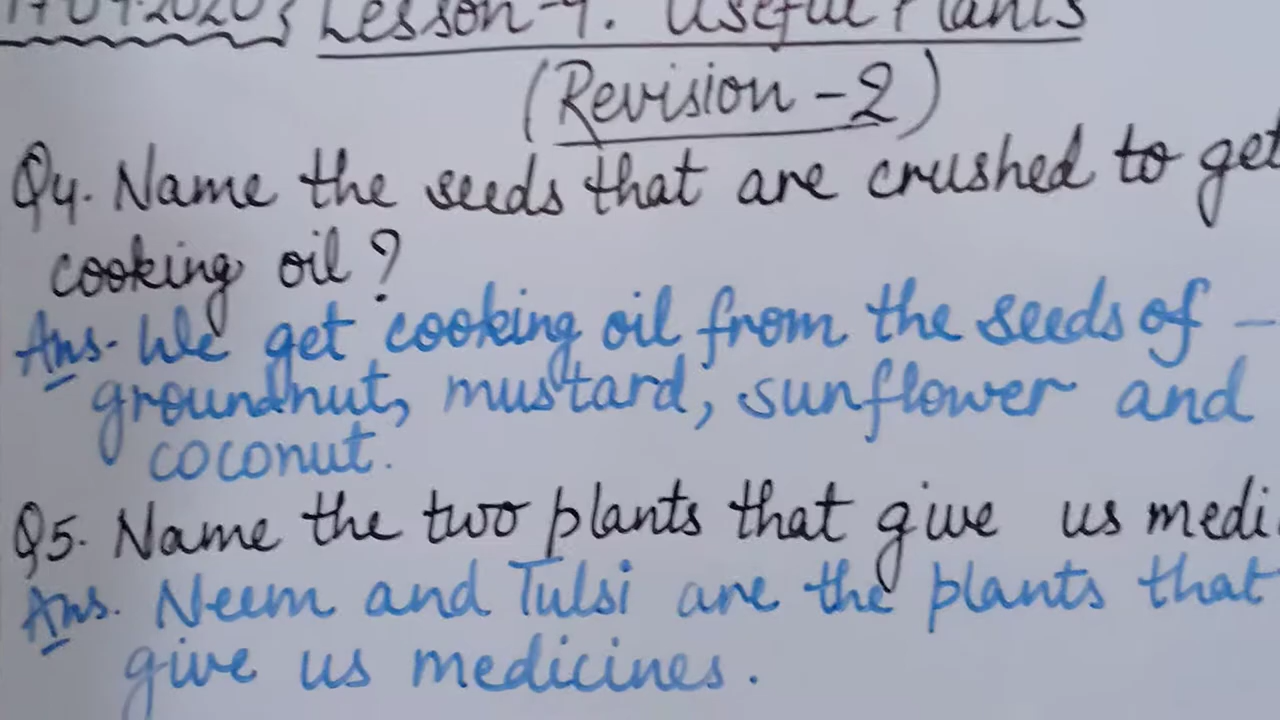 Lesson-4. Useful Plants
(Revision-2)
Q4. Name the seeds that are crushed to get
cooking oil?
Ans. We get cooking oil from the seeds of -
groundnut, mustard, sunflower and
coconut.
Q5. Name the two plants that give us medi
Ans. Neem and Tulsi are the plants that
give us medicines.